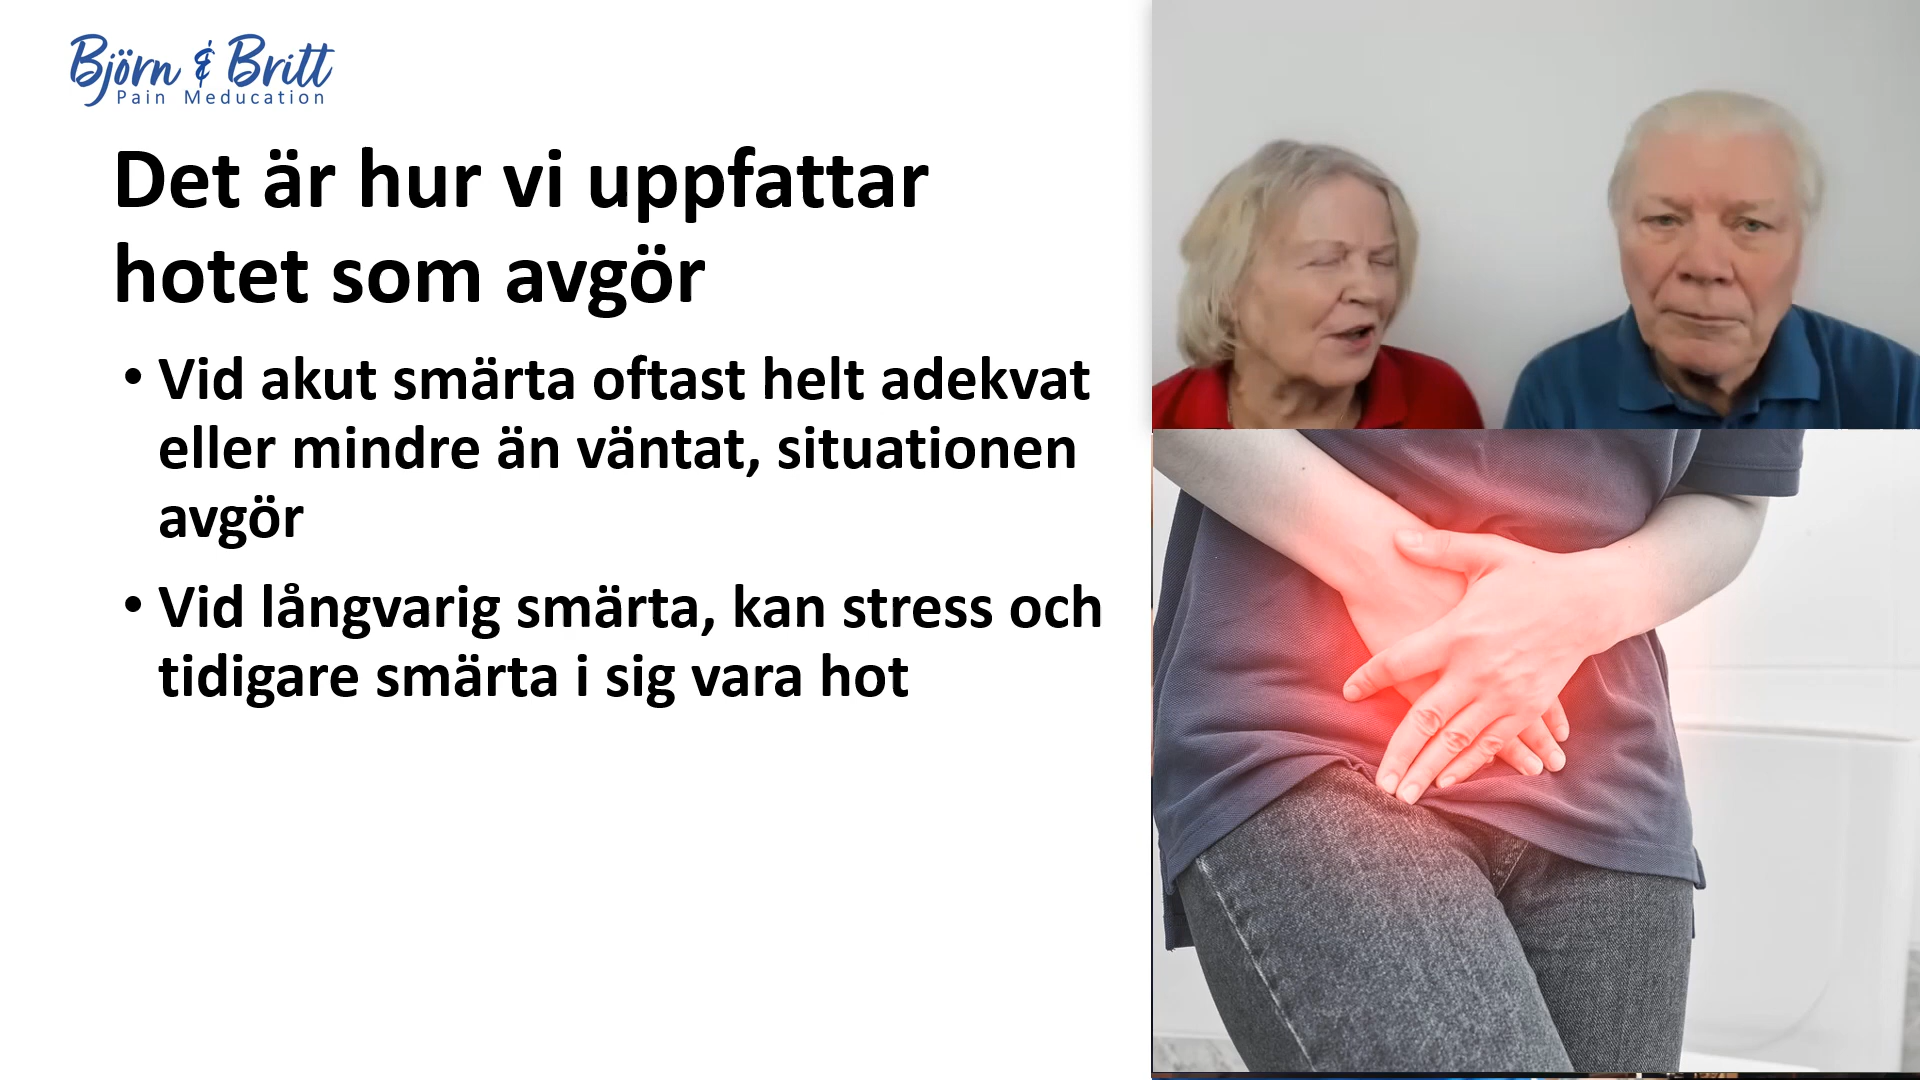 Björn & Britt
Pain Meducation
Det är hur vi uppfattar
hotet som avgör
• Vid akut smärta oftast helt adekvat
eller mindre än väntat, situationen
avgör
• Vid långvarig smärta, kan stress och
tidigare smärta i sig vara hot